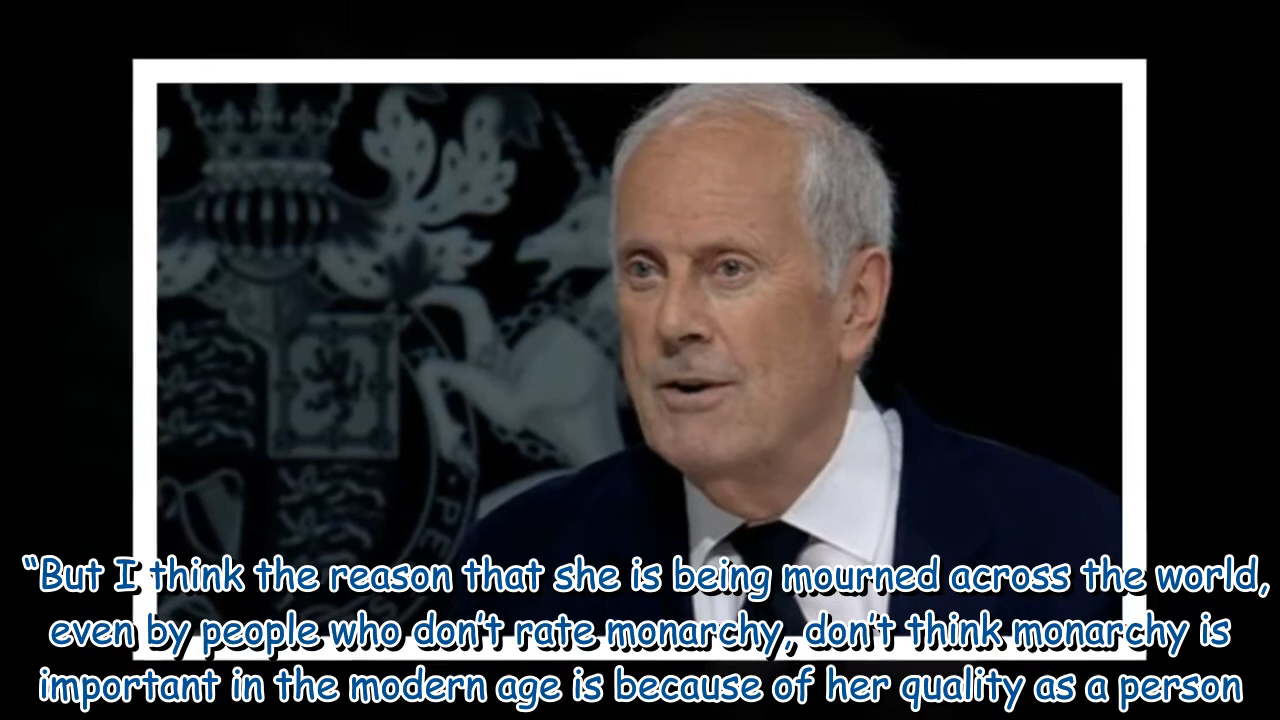 “But I think the reason that she is being mourned across the world,
even by people who don’t rate monarchy, don’t think monarchy is
important in the modern age is because of her quality as a person